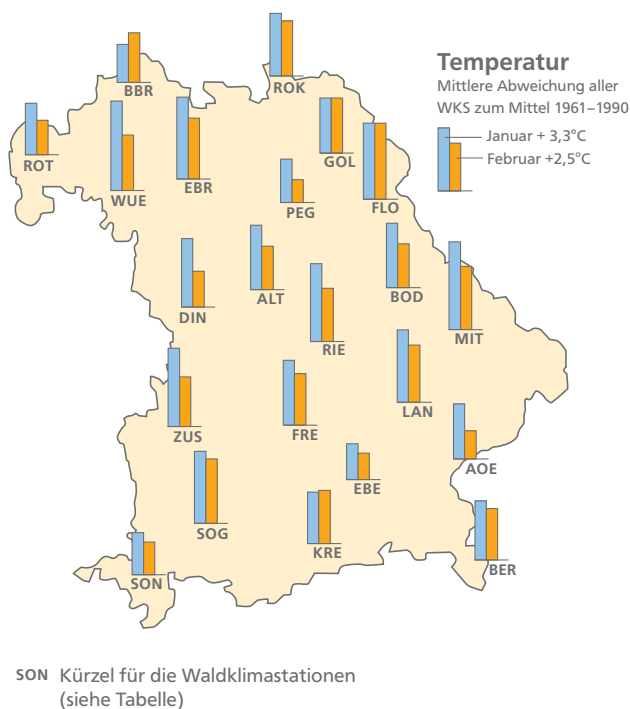 Temperatur
Mittlere Abweichung aller
WKS zum Mittel 1961–1990
Januar + 3,3°C
Februar +2,5°C
BBR
ROK
ROT
WUE
EBR
GOL
PEG
FLO
DIN
ALT
BOD
RIE
MIT
ZUS
FRE
LAN
AOE
EBE
SOG
KRE
BER
SON
SON Kürzel für die Waldklimastationen
(siehe Tabelle)